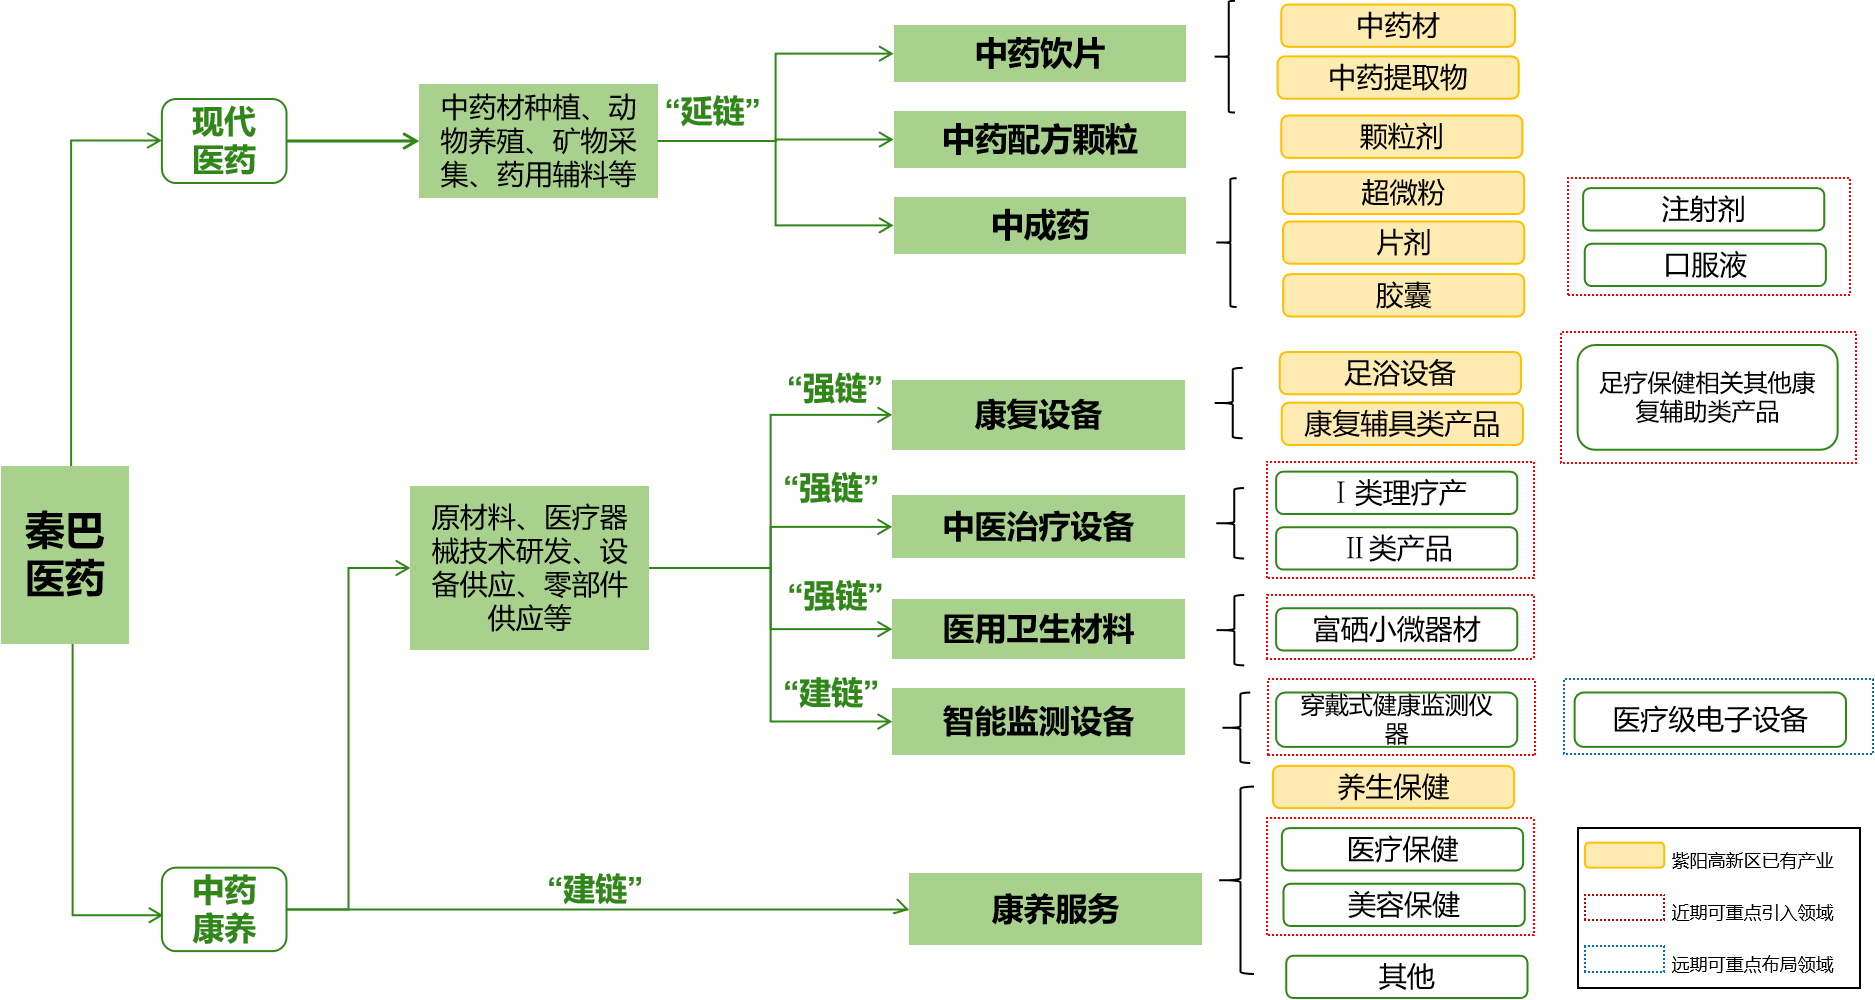 秦巴
医药
现代
医药
中药材种植、动
物养殖、矿物采
集、药用辅料等
“延链”
中药饮片
中药配方颗粒
中成药
中药材
中药提取物
颗粒剂
超微粉
片剂
胶囊
注射剂
口服液
中药
康养
原材料、医疗器
械技术研发、设
备供应、零部件
供应等
“强链”
康复设备
足浴设备
康复辅具类产品
足疗保健相关其他康
复辅助类产品
“强链”
中医治疗设备
Ⅰ类理疗产
Ⅱ类产品
“强链”
医用卫生材料
富硒小微器材
“建链”
智能监测设备
穿戴式健康监测仪
器
医疗级电子设备
“建链”
康养服务
养生保健
医疗保健
美容保健
其他
紫阳高新区已有产业
近期可重点引入领域
远期可重点布局领域